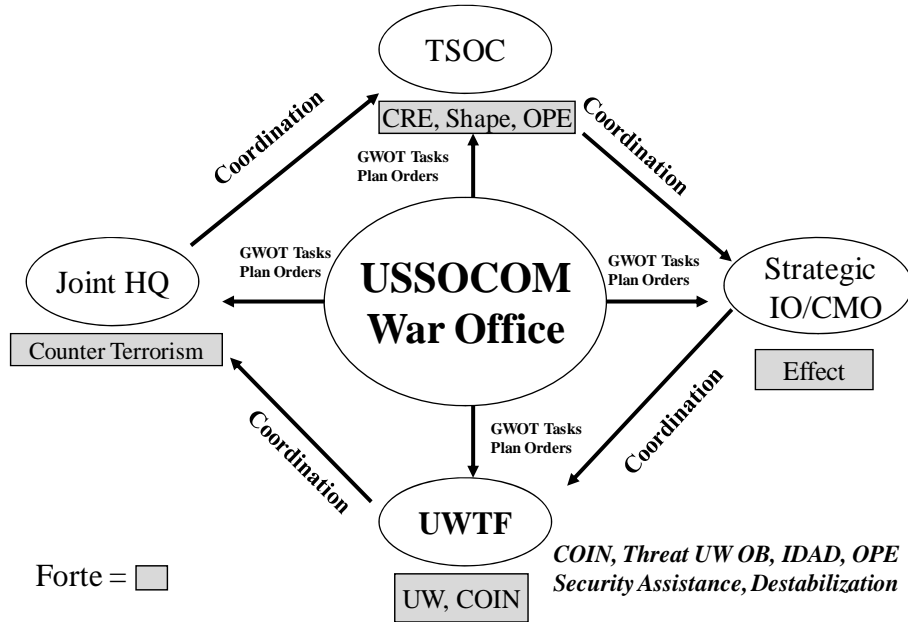 TSOC
CRE, Shape, OPE
Coordination
Coordination
GWOT Tasks
Plan Orders
Joint HQ
Counter Terrorism
GWOT Tasks
Plan Orders
USSOCOM
War Office
GWOT Tasks
Plan Orders
Strategic
IO/CMO
Effect
GWOT Tasks
Plan Orders
Coordination
Coordination
UWTF
UW, COIN
COIN, Threat UW OB, IDAD, OPE
Security Assistance, Destabilization
Forte =